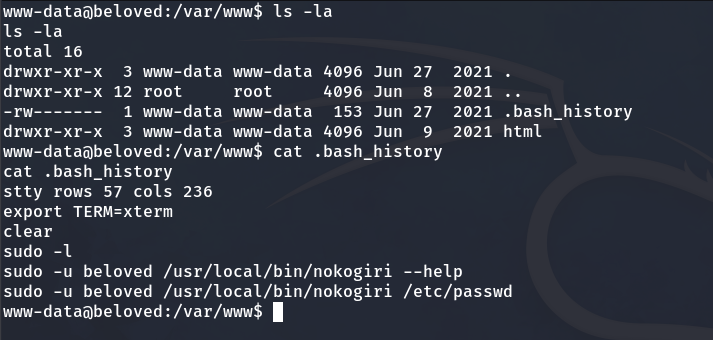 www-data@beloved:/var/www$ ls -la
ls -la
total 16
drwxr-xr-x  3 www-data www-data 4096 Jun 27  2021 .
drwxr-xr-x 12 root     root     4096 Jun  8  2021 ..
-rw-------  1 www-data www-data  153 Jun 27  2021 .bash_history
drwxr-xr-x  3 www-data www-data 4096 Jun  9  2021 html
www-data@beloved:/var/www$ cat .bash_history
cat .bash_history
stty rows 57 cols 236
export TERM=xterm
clear
sudo -l
sudo -u beloved /usr/local/bin/nokogiri --help
sudo -u beloved /usr/local/bin/nokogiri /etc/passwd
www-data@beloved:/var/www$